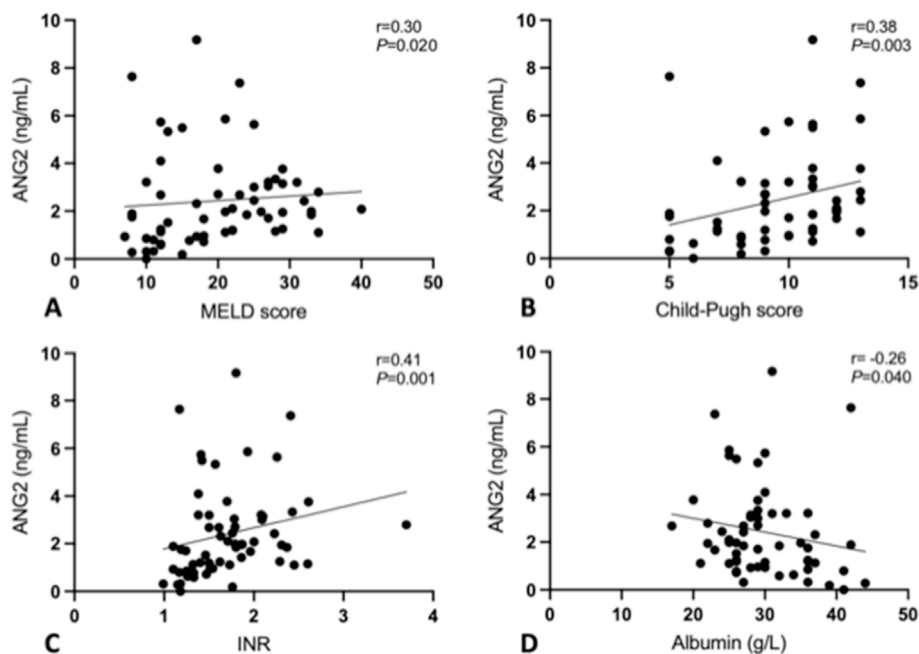 r=0.30
P=0.020
ANG2 (ng/mL)
10
8
6
4
2
0
0 10 20 30 40 50
A
MELD score
r=0.38
P=0.003
ANG2 (ng/mL)
10
8
6
4
2
0
0 5 10 15
B
Child-Pugh score
r=0.41
P=0.001
ANG2 (ng/mL)
10
8
6
4
2
0
0 1 2 3 4
C
INR
r= -0.26
P=0.040
ANG2 (ng/mL)
10
8
6
4
2
0
0 10 20 30 40 50
D
Albumin (g/L)